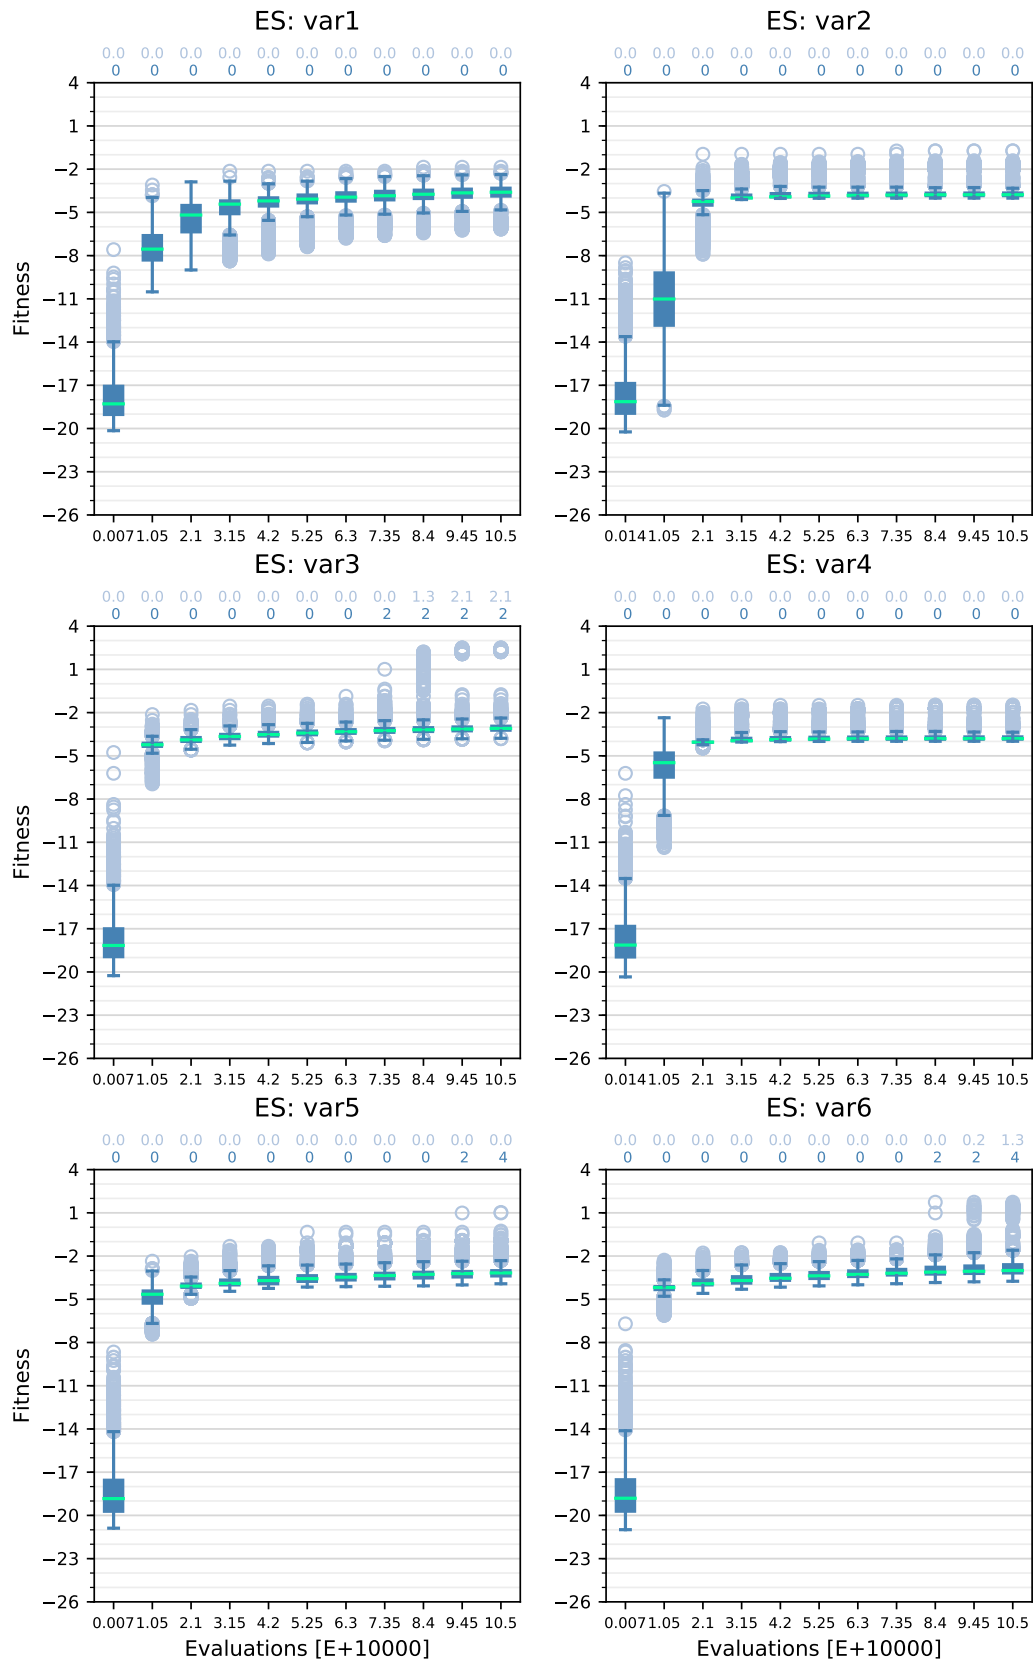 ES: var1
0.0 0.0 0.0 0.0 0.0 0.0 0.0 0.0 0.0 0.0 0.0
0 0 0 0 0 0 0 0 0 0 0
4
1
−2
−5
−8
−11
−14
−17
−20
−23
−26
Fitness
0.007 1.05 2.1 3.15 4.2 5.25 6.3 7.35 8.4 9.45 10.5
ES: var2
0.0 0.0 0.0 0.0 0.0 0.0 0.0 0.0 0.0 0.0 0.0
0 0 0 0 0 0 0 0 0 0 0
4
1
−2
−5
−8
−11
−14
−17
−20
−23
−26
0.014 1.05 2.1 3.15 4.2 5.25 6.3 7.35 8.4 9.45 10.5
ES: var3
0.0 0.0 0.0 0.0 0.0 0.0 0.0 0.0 1.3 2.1 2.1
0 0 0 0 0 0 0 2 2 2 2
4
1
−2
−5
−8
−11
−14
−17
−20
−23
−26
Fitness
0.007 1.05 2.1 3.15 4.2 5.25 6.3 7.35 8.4 9.45 10.5
ES: var4
0.0 0.0 0.0 0.0 0.0 0.0 0.0 0.0 0.0 0.0 0.0
0 0 0 0 0 0 0 0 0 0 0
4
1
−2
−5
−8
−11
−14
−17
−20
−23
−26
0.014 1.05 2.1 3.15 4.2 5.25 6.3 7.35 8.4 9.45 10.5
ES: var5
0.0 0.0 0.0 0.0 0.0 0.0 0.0 0.0 0.0 0.0 0.0
0 0 0 0 0 0 0 0 0 2 4
4
1
−2
−5
−8
−11
−14
−17
−20
−23
−26
Fitness
0.007 1.05 2.1 3.15 4.2 5.25 6.3 7.35 8.4 9.45 10.5
Evaluations [E+10000]
ES: var6
0.0 0.0 0.0 0.0 0.0 0.0 0.0 0.0 0.0 0.2 1.3
0 0 0 0 0 0 0 0 2 2 4
4
1
−2
−5
−8
−11
−14
−17
−20
−23
−26
0.007 1.05 2.1 3.15 4.2 5.25 6.3 7.35 8.4 9.45 10.5
Evaluations [E+10000]